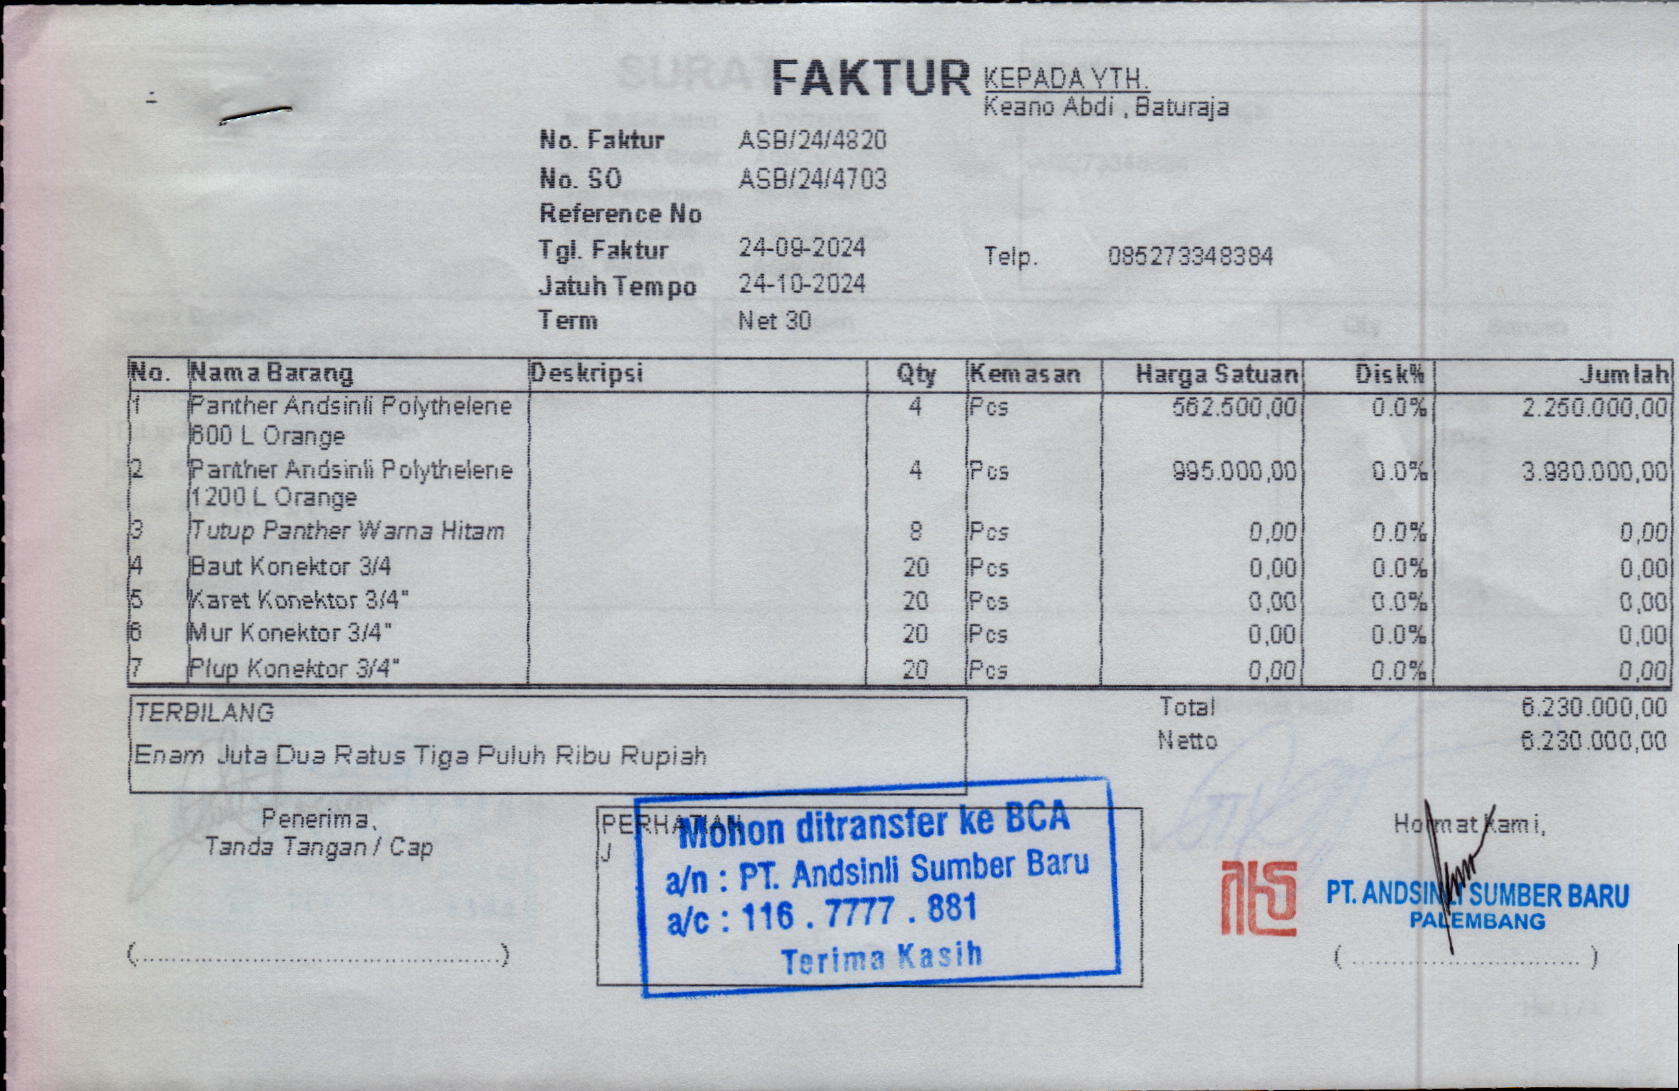 FAKTUR
KEPADA YTH.
Keano Abdi , Baturaja
No. Faktur ASB/24/4820
No. SO ASB/24/4703
Reference No
Tgl. Faktur 24-09-2024
Telp. 085273348384
Jatuh Tempo 24-10-2024
Term Net 30
No. Nama Barang Deskripsi Qty Kemasan Harga Satuan Disk% Jumlah
1 Panther Andsinli Polythelene 4 Pcs 562.500,00 0.0% 2.250.000,00
600 L Orange
2 Panther Andsinli Polythelene 4 Pcs 995.000,00 0.0% 3.980.000,00
1200 L Orange
3 Tutup Panther Warna Hitam 8 Pcs 0,00 0.0% 0,00
4 Baut Konektor 3/4 20 Pcs 0,00 0.0% 0,00
5 Karet Konektor 3/4" 20 Pcs 0,00 0.0% 0,00
6 Mur Konektor 3/4" 20 Pcs 0,00 0.0% 0,00
7 Plup Konektor 3/4" 20 Pcs 0,00 0.0% 0,00
TERBILANG
Enam Juta Dua Ratus Tiga Puluh Ribu Rupiah
Total 6.230.000,00
Netto 6.230.000,00
Penerima,
Tanda Tangan / Cap
(...................................................)
PERHATIAN
J
Mohon ditransfer ke BCA
a/n : PT. Andsinli Sumber Baru
a/c : 116 . 7777 . 881
Terima Kasih
Hormat Kami,
PT. ANDSINLI SUMBER BARU
PALEMBANG
( ................................ )